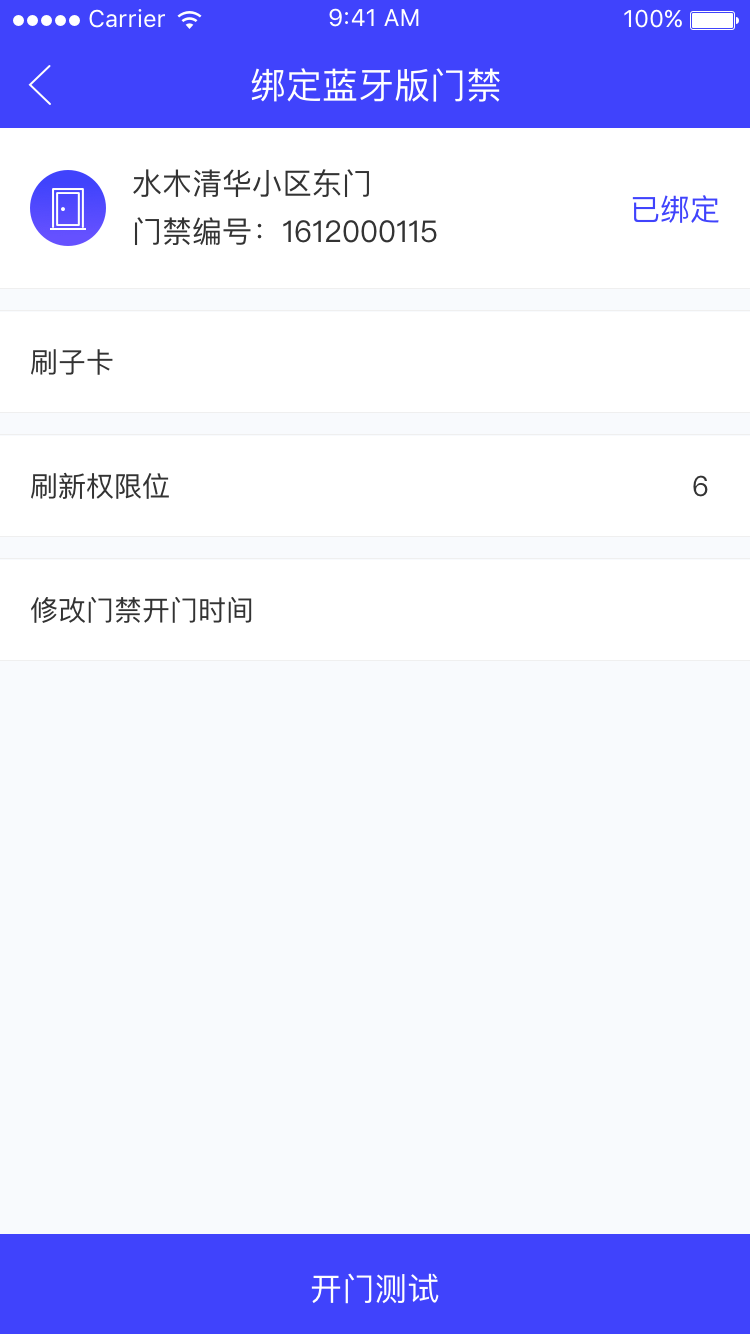 Carrier 9:41 AM 100%
绑定蓝牙版门禁
水木清华小区东门
门禁编号：1612000115
已绑定
刷子卡
刷新权限位 6
修改门禁开门时间
开门测试